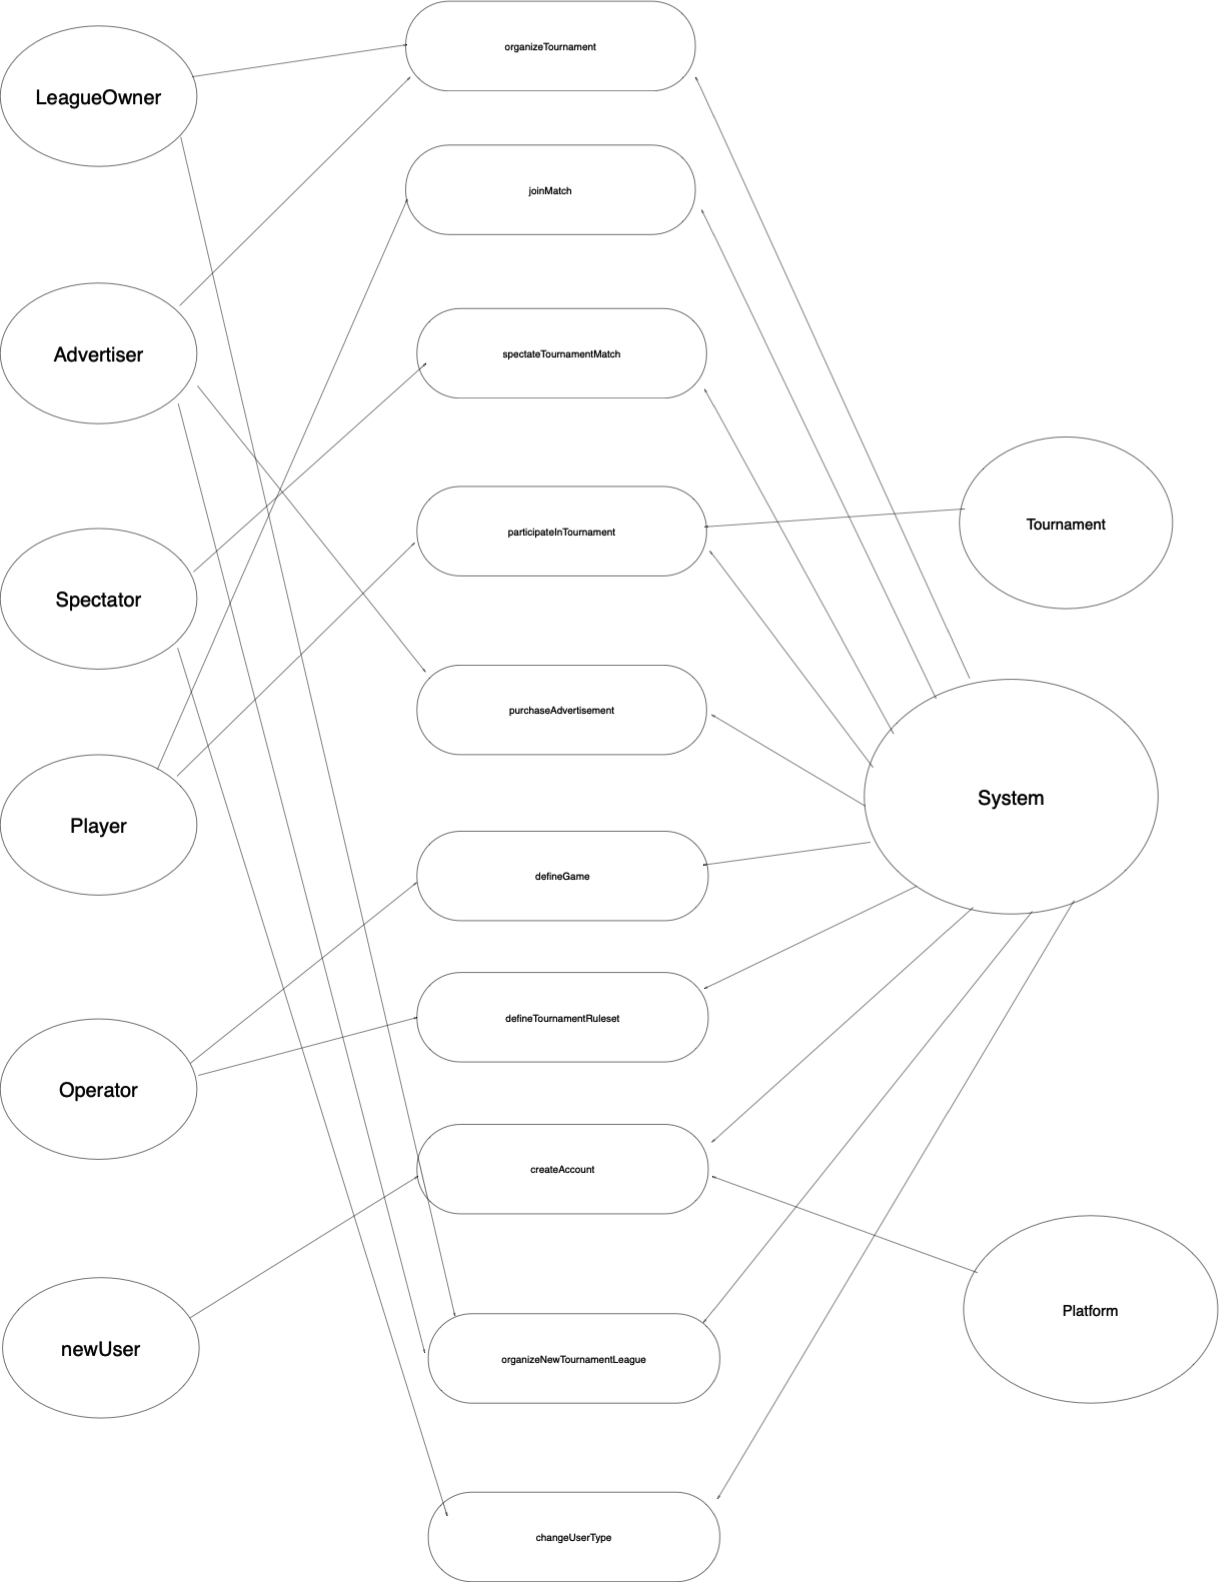 organizeTournament
LeagueOwner
joinMatch
Advertiser
spectateTournamentMatch
Tournament
participateInTournament
Spectator
purchaseAdvertisement
System
Player
defineGame
defineTournamentRuleset
Operator
createAccount
Platform
newUser
organizeNewTournamentLeague
changeUserType